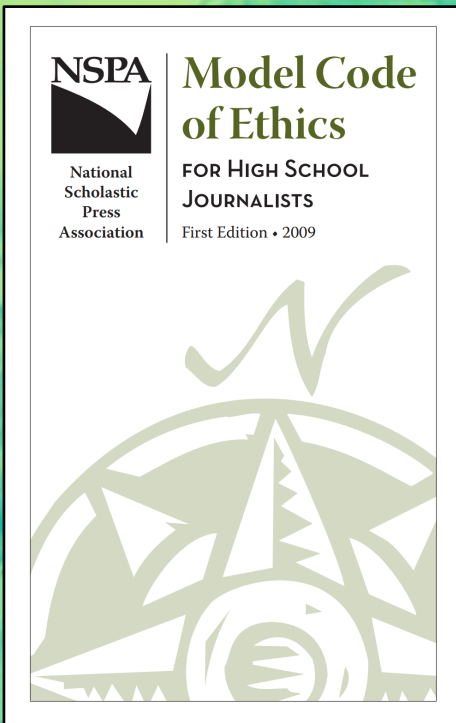 NSPA
National
Scholastic
Press
Association
Model Code
of Ethics
FOR HIGH SCHOOL
JOURNALISTS
First Edition • 2009
N